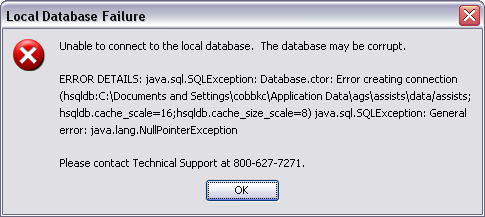 Local Database Failure
Unable to connect to the local database.  The database may be corrupt.
ERROR DETAILS: java.sql.SQLException: Database.ctor: Error creating connection
(hsqldb:C:\Documents and Settings\cobbkc\Application Data\ags\assists\data/assists;
hsqldb.cache_scale=16;hsqldb.cache_size_scale=8) java.sql.SQLException: General
error: java.lang.NullPointerException
Please contact Technical Support at 800-627-7271.
OK